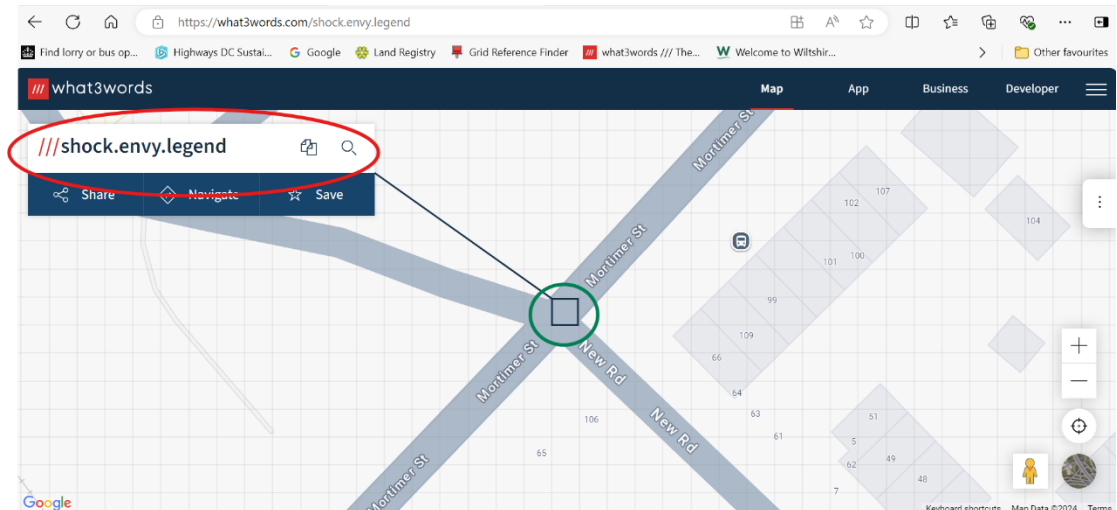 https://what3words.com/shock.envy.legend
Find lorry or bus op... Highways DC Sustai... Google Land Registry Grid Reference Finder what3words /// The... Welcome to Wiltshir... Other favourites
/// what3words Map App Business Developer
///shock.envy.legend
Share Navigate Save
Mortimer St
107
102
104
Mortimer St
101 100
99
109
66
Mortimer St
New Rd
64
63
106
New Rd
51
61
5
65
49
62
48
7
Mortimer St
Google
Keyboard shortcuts Map Data ©2024 Terms